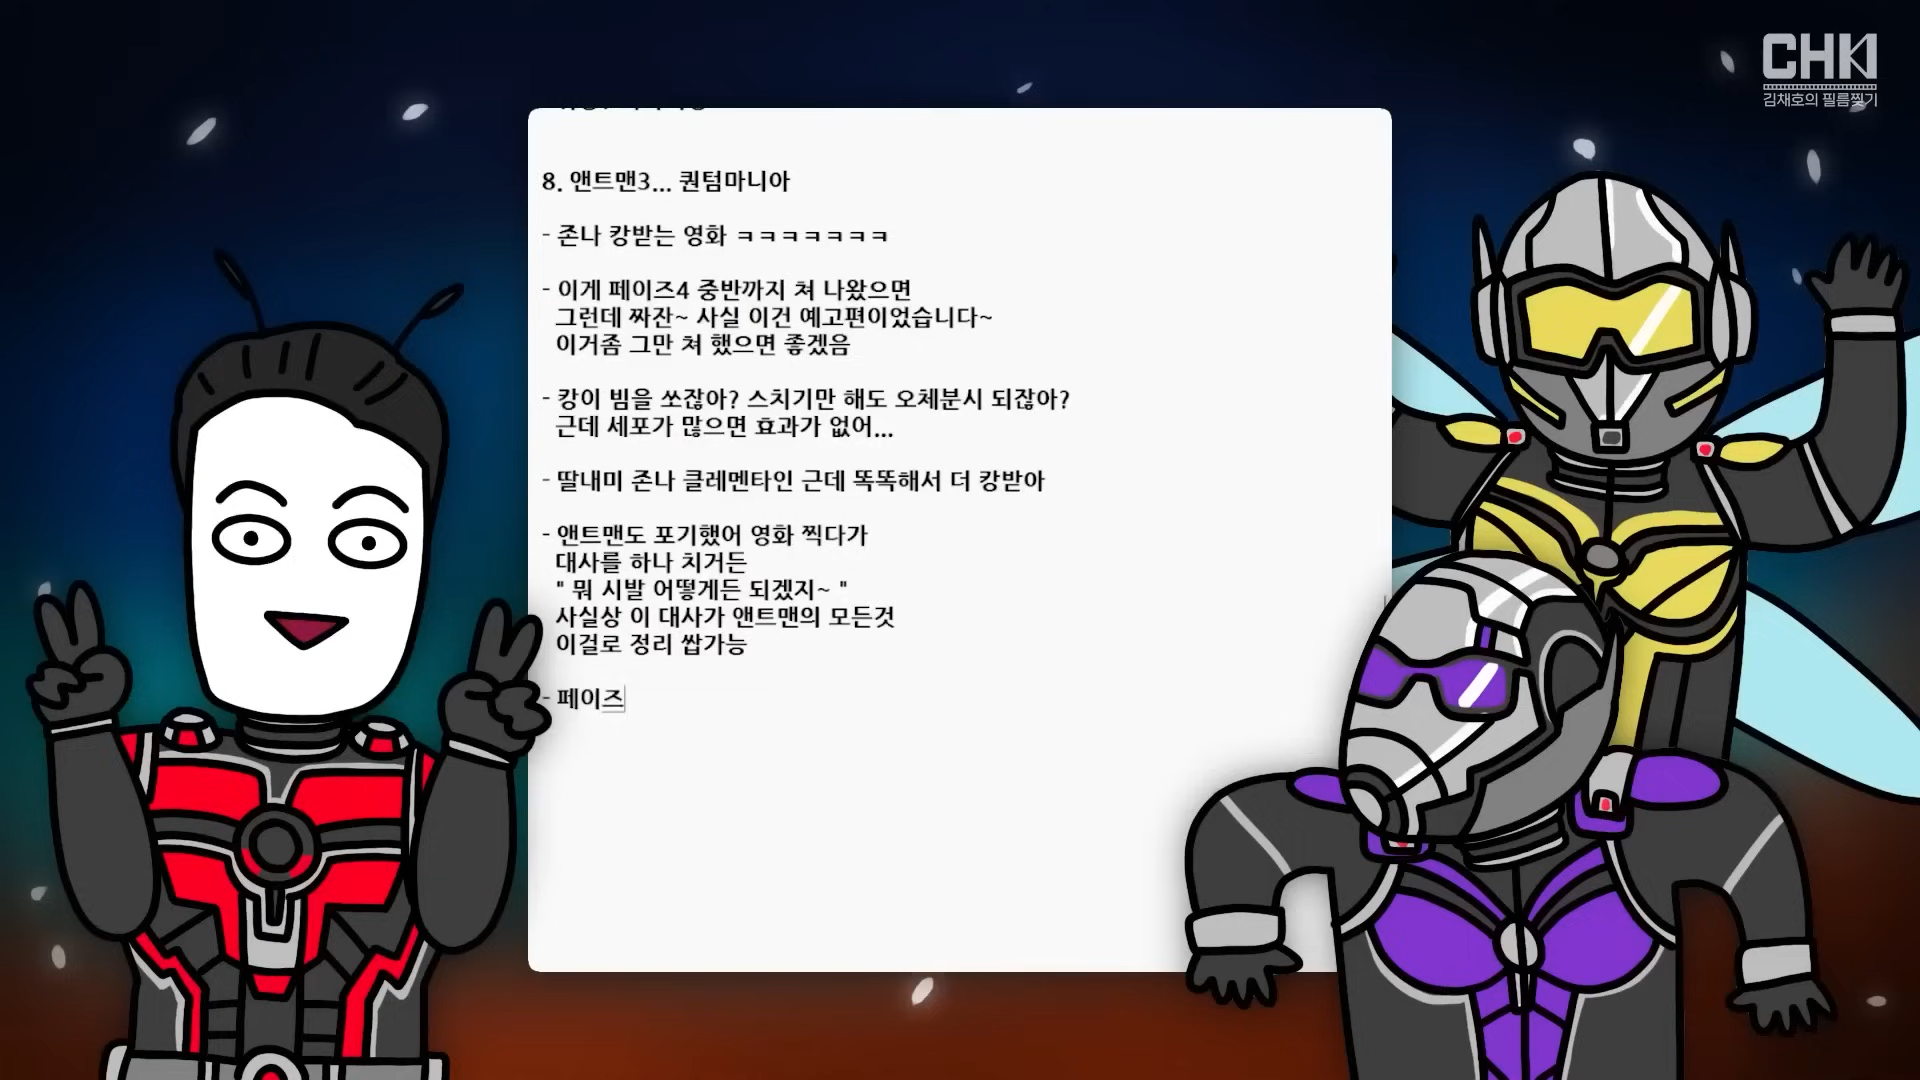 CHK
김채호의 필름찢기
8. 앤트맨3... 퀀텀마니아
- 존나 캉받는 영화 ㅋㅋㅋㅋㅋㅋㅋ
- 이게 페이즈4 중반까지 쳐 나왔으면
그런데 짜잔~ 사실 이건 예고편이었습니다~
이거좀 그만 쳐 했으면 좋겠음
- 캉이 빔을 쏘잖아? 스치기만 해도 오체분시 되잖아?
근데 세포가 많으면 효과가 없어...
- 딸내미 존나 클레멘타인 근데 똑똑해서 더 캉받아
- 앤트맨도 포기했어 영화 찍다가
대사를 하나 치거든
" 뭐 시발 어떻게든 되겠지~ "
사실상 이 대사가 앤트맨의 모든것
이걸로 정리 쌉가능
- 페이즈